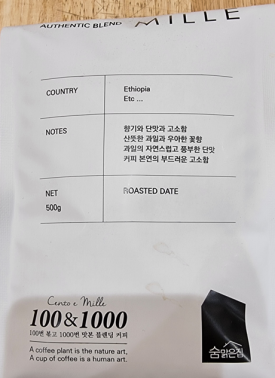 AUTHENTIC BLEND
MILLE
COUNTRY
Ethiopia
Etc ...
NOTES
향기와 단맛과 고소함
산뜻한 과일과 우아한 꽃향
과일의 자연스럽고 풍부한 단맛
커피 본연의 부드러운 고소함
NET
500g
ROASTED DATE
Cento e Mille
100&1000
100번 볶고 1000번 맛본 블렌딩 커피
A coffee plant is the nature art.
A cup of coffee is a human art.
숨맑은집